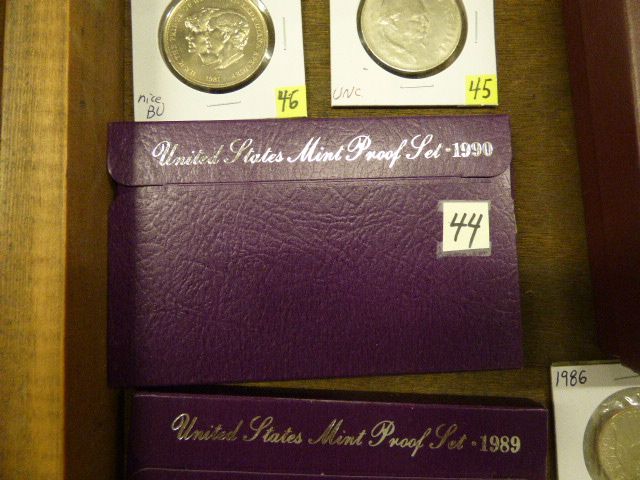 1981
nice
BU
46
UNC
45
United States Mint Proof Set · 1990
44
1986
United States Mint Proof Set · 1989